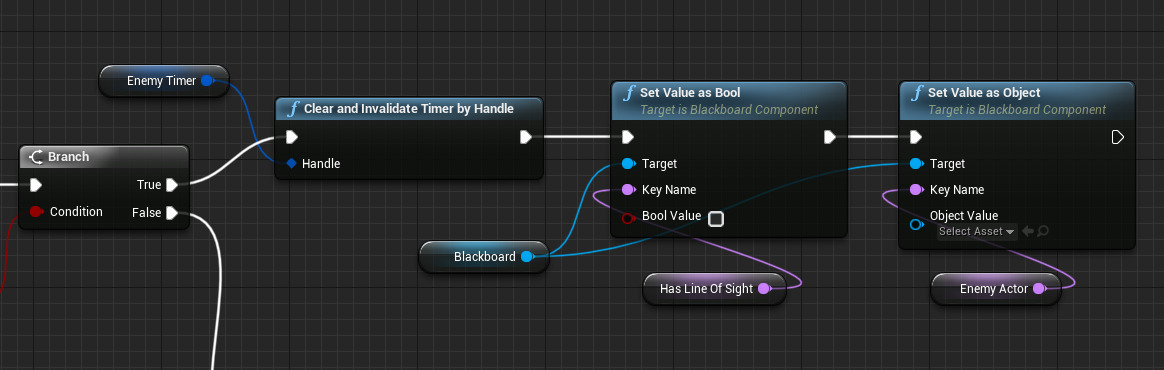 Enemy Timer
Branch
True
Condition
False
Clear and Invalidate Timer by Handle
Handle
Blackboard
Set Value as Bool
Target is Blackboard Component
Target
Key Name
Bool Value
Has Line Of Sight
Set Value as Object
Target is Blackboard Component
Target
Key Name
Object Value
Select Asset
Enemy Actor